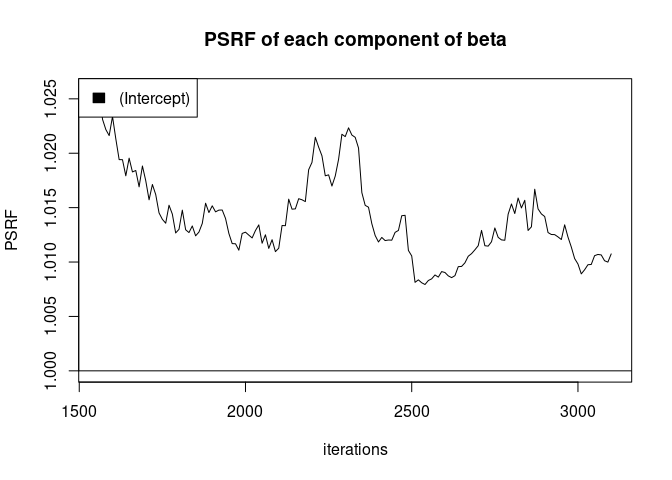 PSRF of each component of beta
(Intercept)
1.025
1.020
1.015
1.010
1.005
1.000
PSRF
1500 2000 2500 3000
iterations